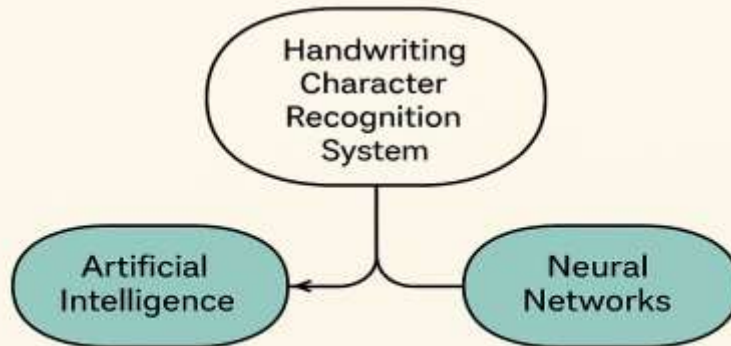 Handwriting
Character
Recognition
System
Artificial
Intelligence
Neural
Networks